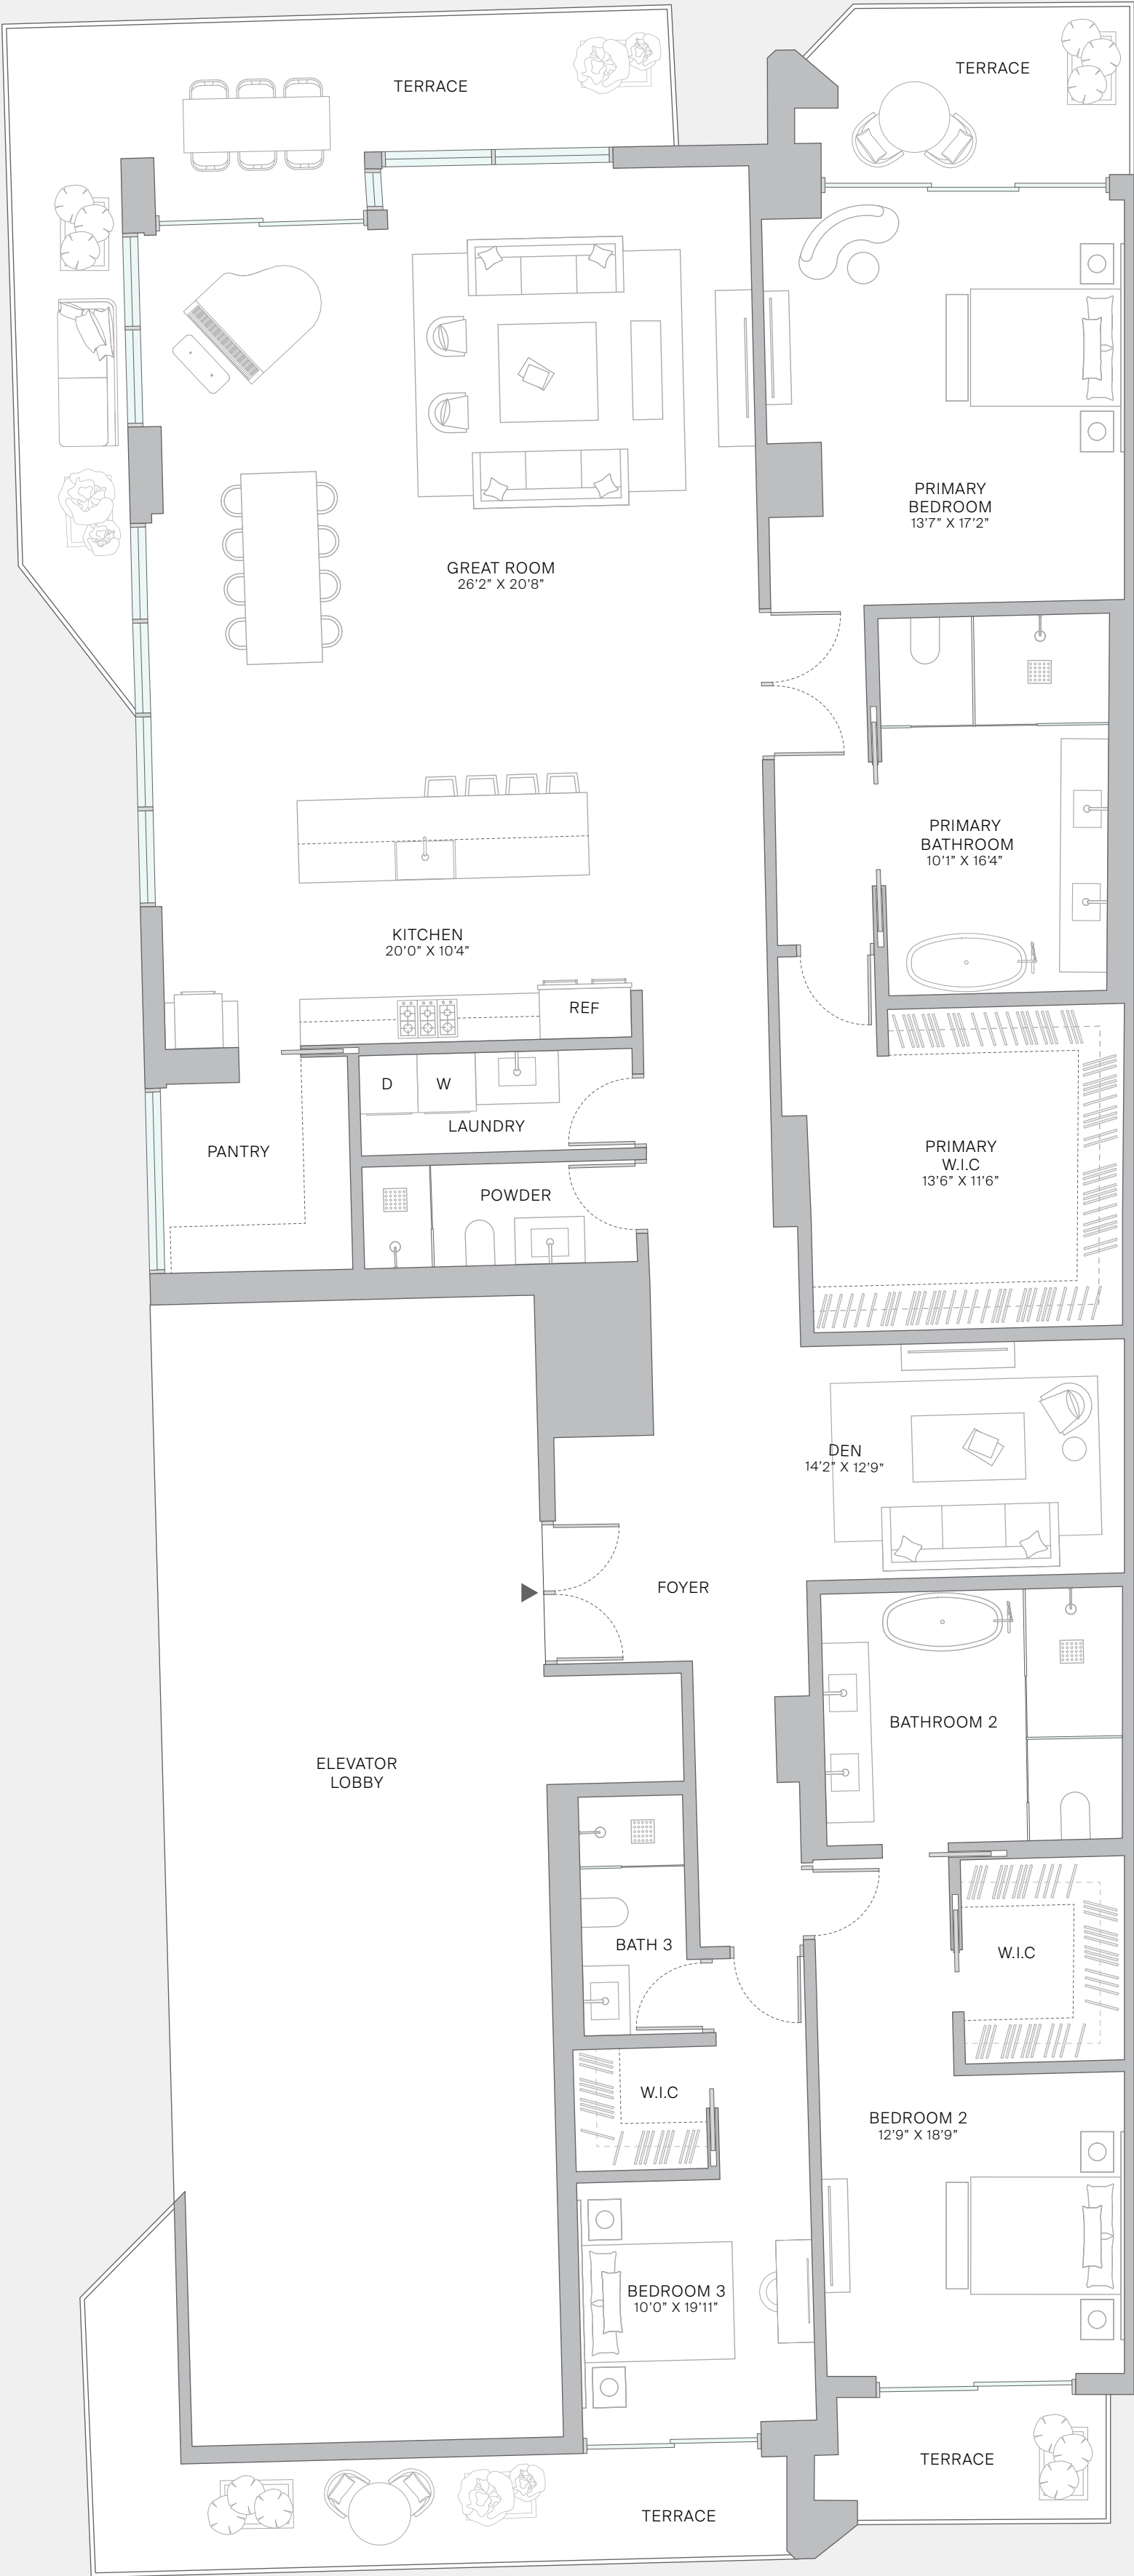 TERRACE
TERRACE
PRIMARY
BEDROOM
13'7" X 17'2"
GREAT ROOM
26'2" X 20'8"
PRIMARY
BATHROOM
10'1" X 16'4"
KITCHEN
20'0" X 10'4"
REF
D
W
LAUNDRY
PANTRY
POWDER
PRIMARY
W.I.C
13'6" X 11'6"
DEN
14'2" X 12'9"
FOYER
BATHROOM 2
ELEVATOR
LOBBY
BATH 3
W.I.C
W.I.C
BEDROOM 2
12'9" X 18'9"
BEDROOM 3
10'0" X 19'11"
TERRACE
TERRACE